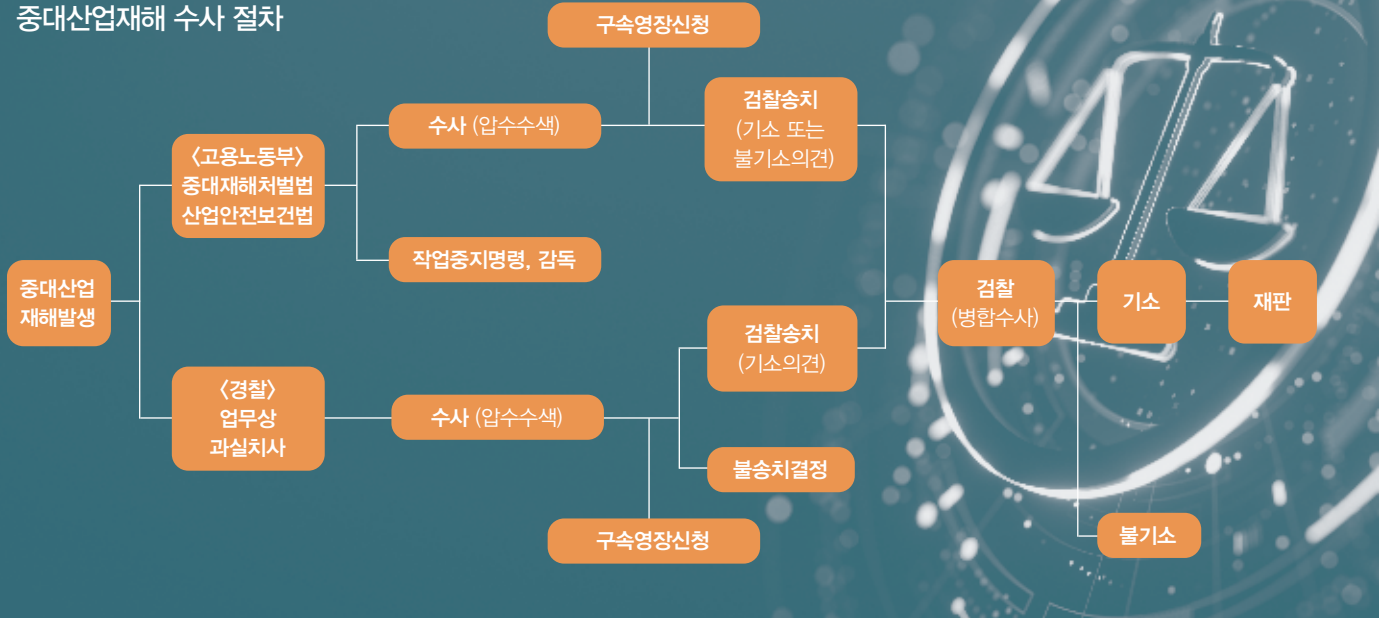 중대산업재해 수사 절차
중대산업
재해발생
〈고용노동부〉
중대재해처벌법
산업안전보건법
수사 (압수수색)
작업중지명령, 감독
구속영장신청
검찰송치
(기소 또는
불기소의견)
〈경찰〉
업무상
과실치사
수사 (압수수색)
구속영장신청
검찰송치
(기소의견)
불송치결정
검찰
(병합수사)
기소
재판
불기소